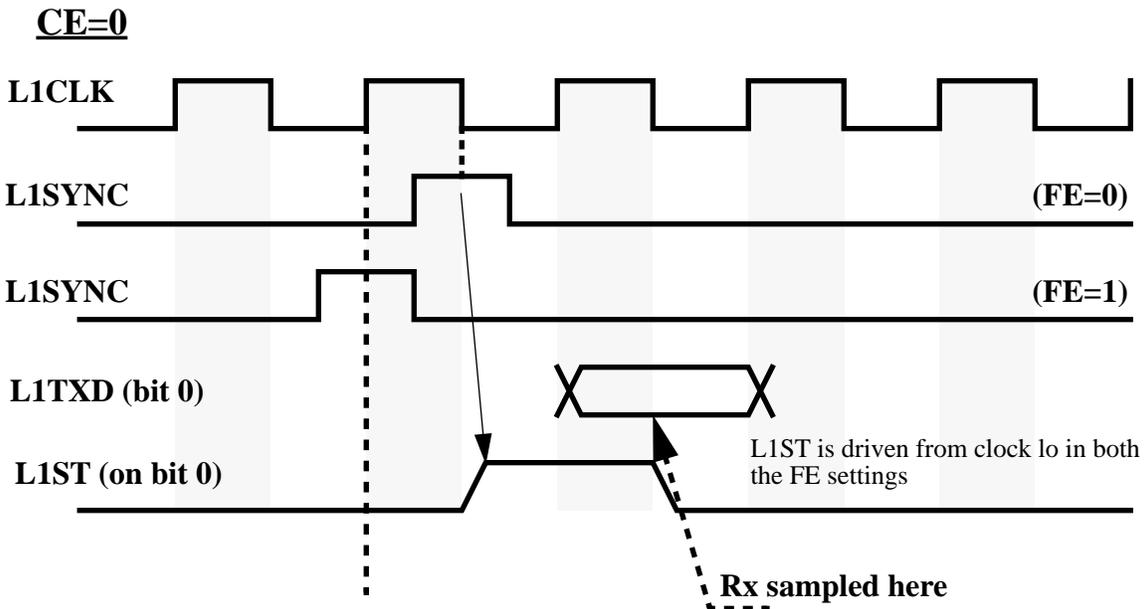 CE=0
L1CLK
L1SYNC (FE=0)
L1SYNC (FE=1)
L1TXD (bit 0)
L1ST (on bit 0)
L1ST is driven from clock lo in both
the FE settings
Rx sampled here